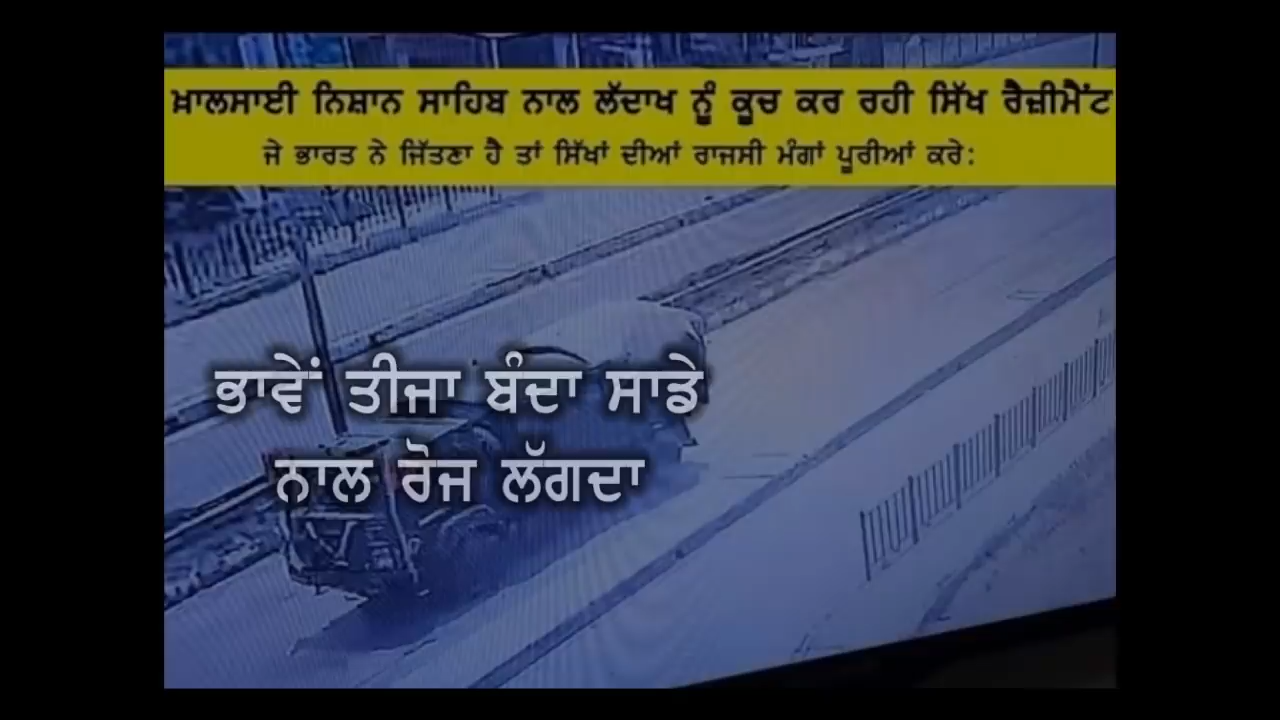 ਖ਼ਾਲਸਾਈ ਨਿਸ਼ਾਨ ਸਾਹਿਬ ਨਾਲ ਲੱਦਾਖ ਨੂੰ ਕੂਚ ਕਰ ਰਹੀ ਸਿੱਖ ਰੈਜ਼ੀਮੈਂਟ
ਜੇ ਭਾਰਤ ਨੇ ਜਿੱਤਣਾ ਹੈ ਤਾਂ ਸਿੱਖਾਂ ਦੀਆਂ ਰਾਜਸੀ ਮੰਗਾਂ ਪੂਰੀਆਂ ਕਰੇ:
ਭਾਵੇਂ ਤੀਜਾ ਬੰਦਾ ਸਾਡੇ
ਨਾਲ ਰੋਜ ਲੱਗਦਾ